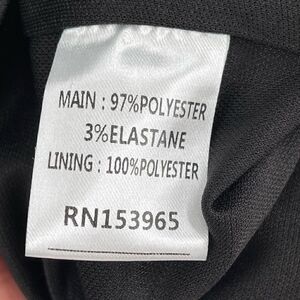 MAIN : 97%POLYESTER
3%ELASTANE
LINING : 100%POLYESTER
RN153965